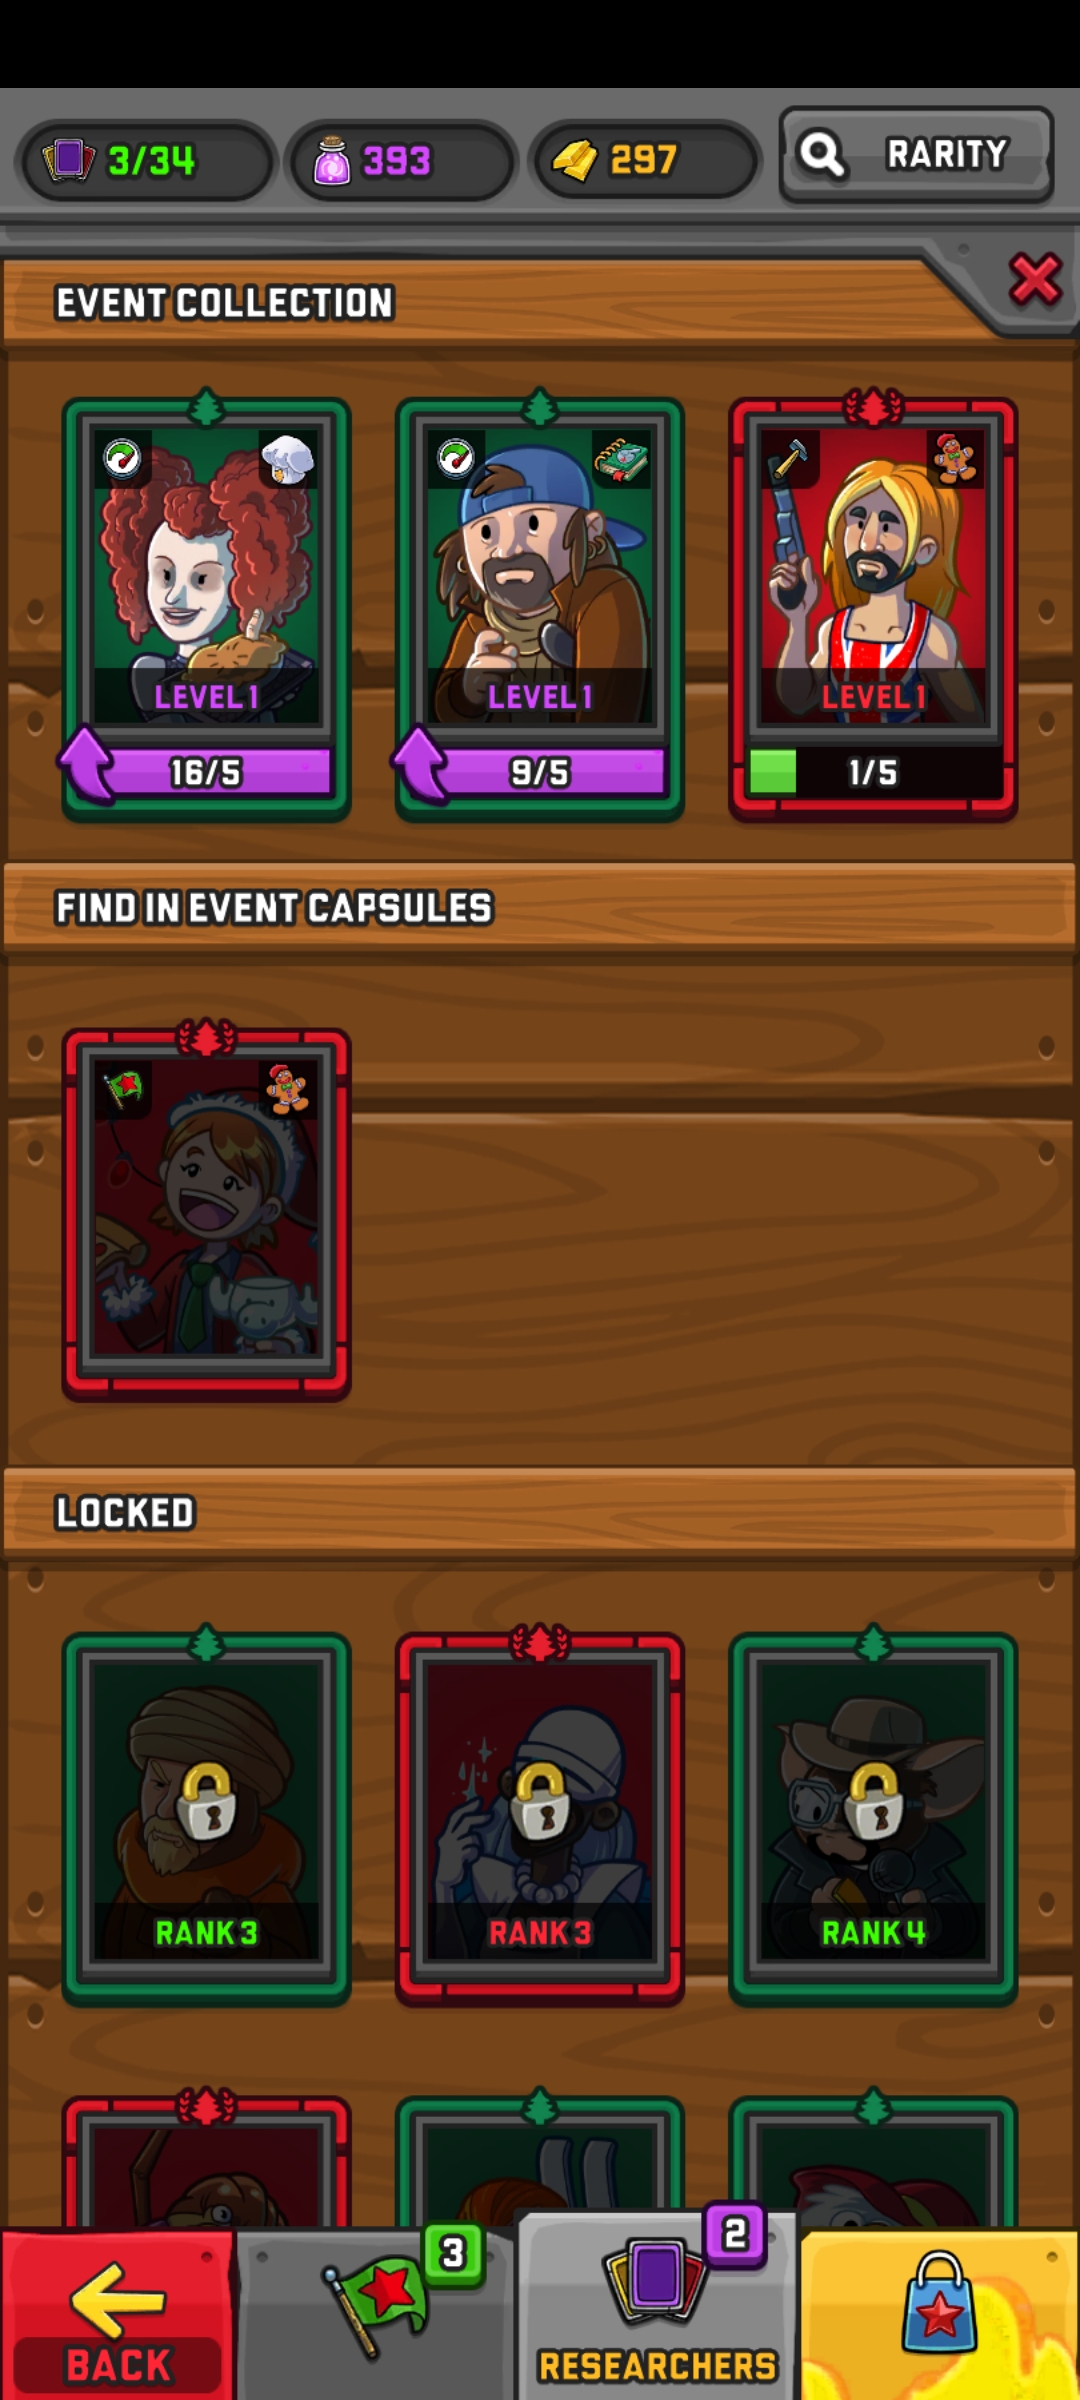 3/34 393 297 RARITY
EVENT COLLECTION
LEVEL 1 LEVEL 1 LEVEL 1
16/5 9/5 1/5
FIND IN EVENT CAPSULES
LOCKED
RANK 3 RANK 3 RANK 4
3 2
BACK RESEARCHERS